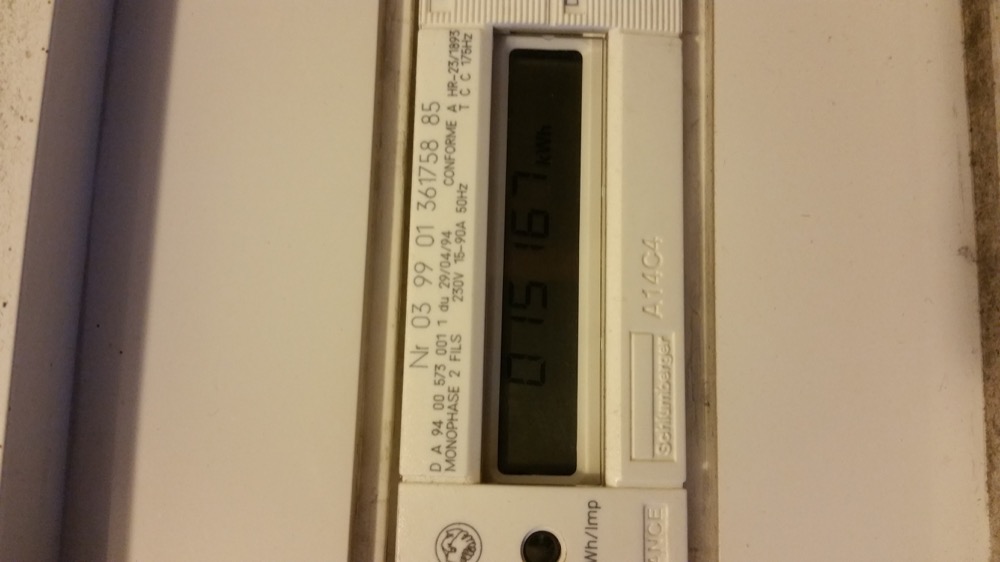 Nr 03 99 01 361758 85
D A 94 00 573 001 1 du 29/04/94 CONFORME A HR-23/1893
MONOPHASE 2 FILS 230V 15-90A 50Hz T C C 175Hz
015167 kWh
Schlumberger A14C4
Wh/Imp
ANCE